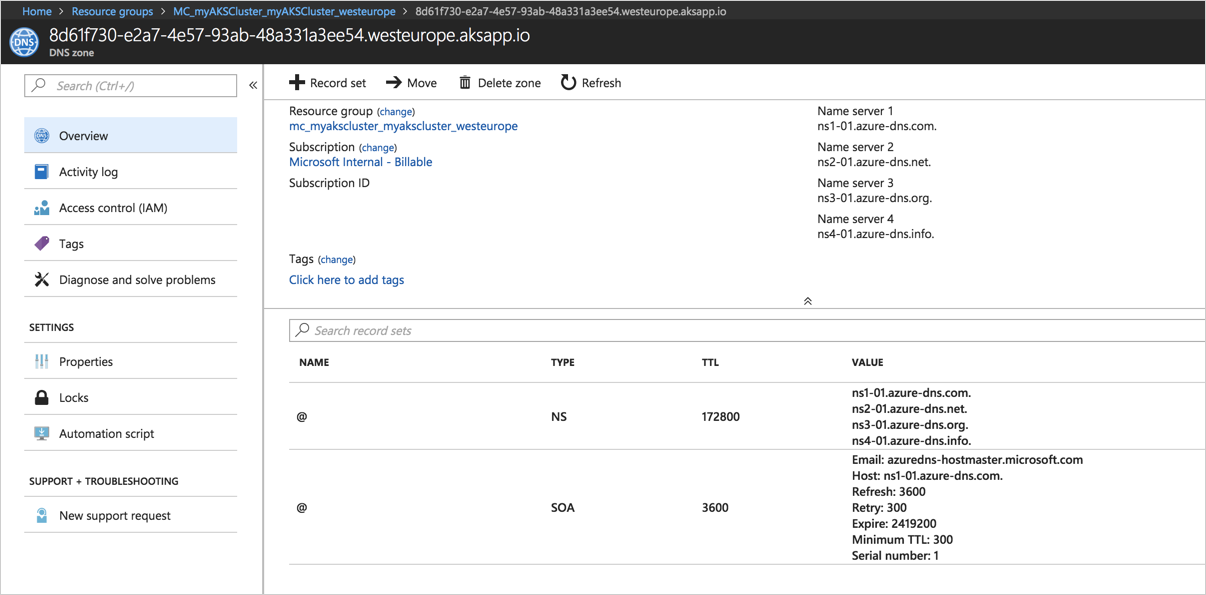 Home > Resource groups > MC_myAKSCluster_myAKSCluster_westeurope > 8d61f730-e2a7-4e57-93ab-48a331a3ee54.westeurope.aksapp.io
DNS
8d61f730-e2a7-4e57-93ab-48a331a3ee54.westeurope.aksapp.io
DNS zone
Search (Ctrl+/)
«
Overview
Activity log
Access control (IAM)
Tags
Diagnose and solve problems
SETTINGS
Properties
Locks
Automation script
SUPPORT + TROUBLESHOOTING
New support request
Record set Move Delete zone Refresh
Resource group (change)
mc_myakscluster_myakscluster_westeurope
Subscription (change)
Microsoft Internal - Billable
Subscription ID
Name server 1
ns1-01.azure-dns.com.
Name server 2
ns2-01.azure-dns.net.
Name server 3
ns3-01.azure-dns.org.
Name server 4
ns4-01.azure-dns.info.
Tags (change)
Click here to add tags
Search record sets
NAME TYPE TTL VALUE
@ NS 172800
ns1-01.azure-dns.com.
ns2-01.azure-dns.net.
ns3-01.azure-dns.org.
ns4-01.azure-dns.info.
@ SOA 3600
Email: azuredns-hostmaster.microsoft.com
Host: ns1-01.azure-dns.com.
Refresh: 3600
Retry: 300
Expire: 2419200
Minimum TTL: 300
Serial number: 1